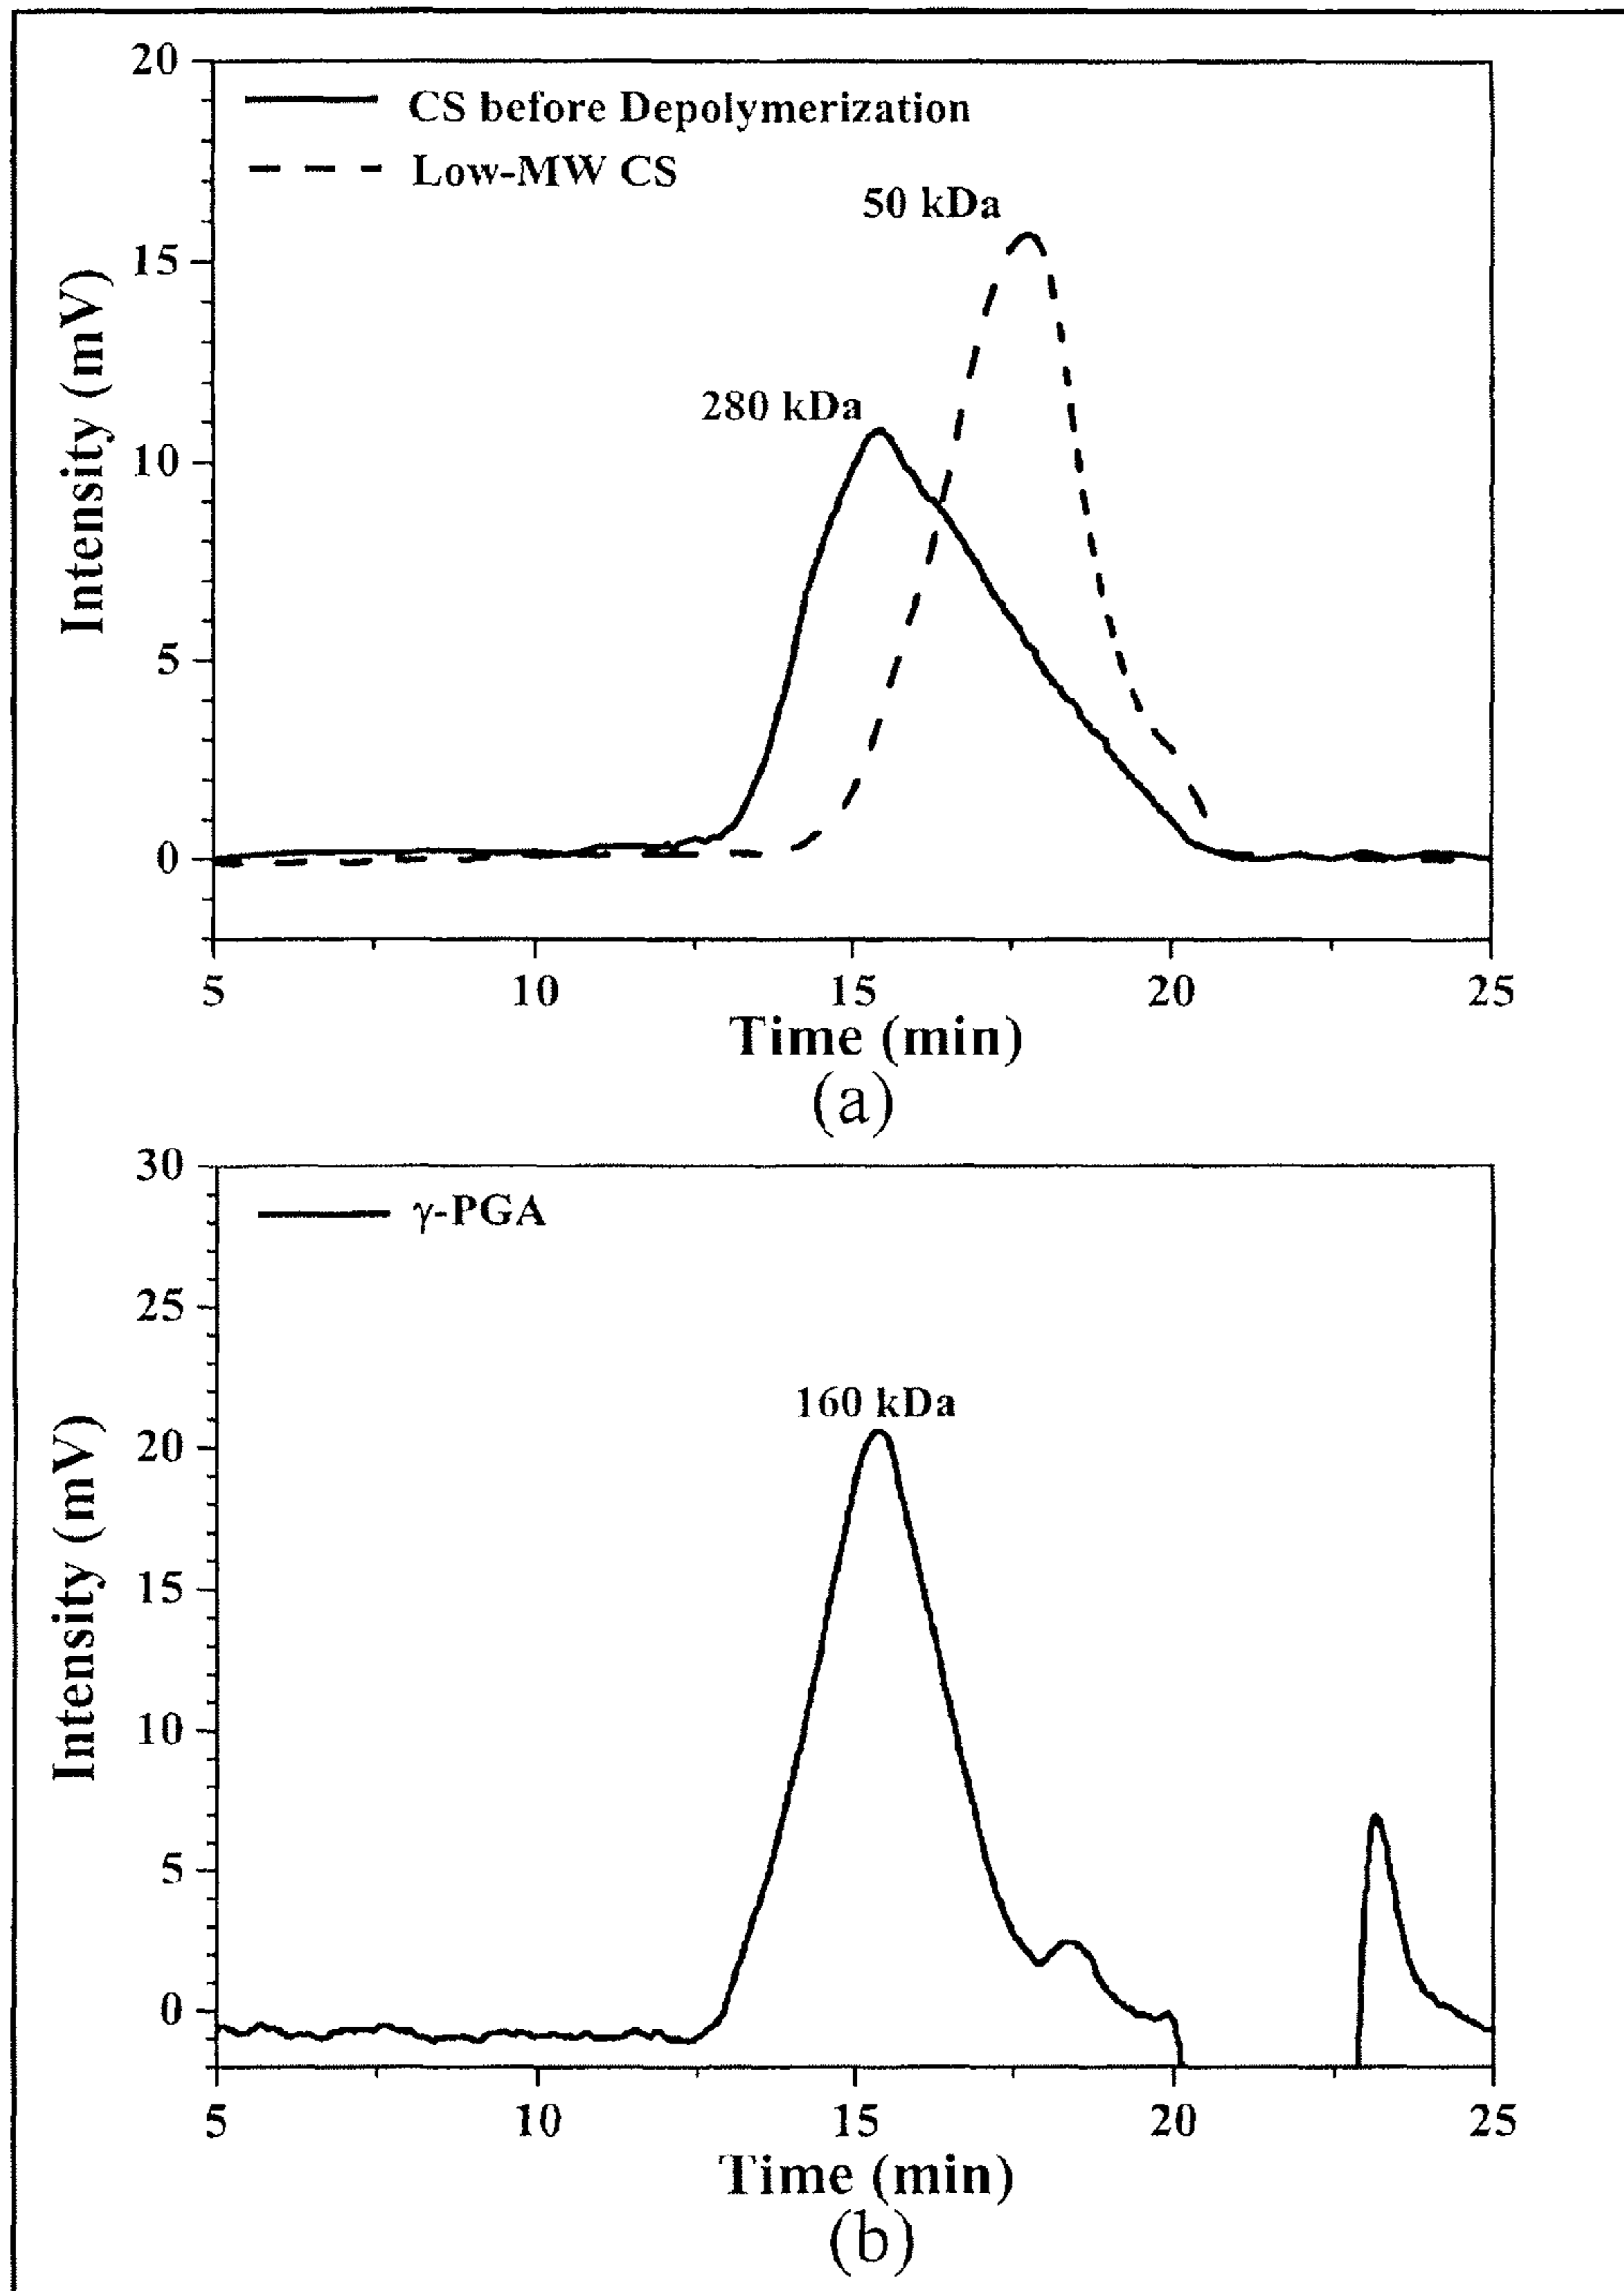 20
CS before Depolymerization
Low-MW CS
50 kDa
15
280 kDa
10
5
0
Intensity (mV)
5 10 15 20 25
Time (min)
(a)
30
γ-PGA
25
160 kDa
20
15
10
5
0
Intensity (mV)
5 10 15 20 25
Time (min)
(b)